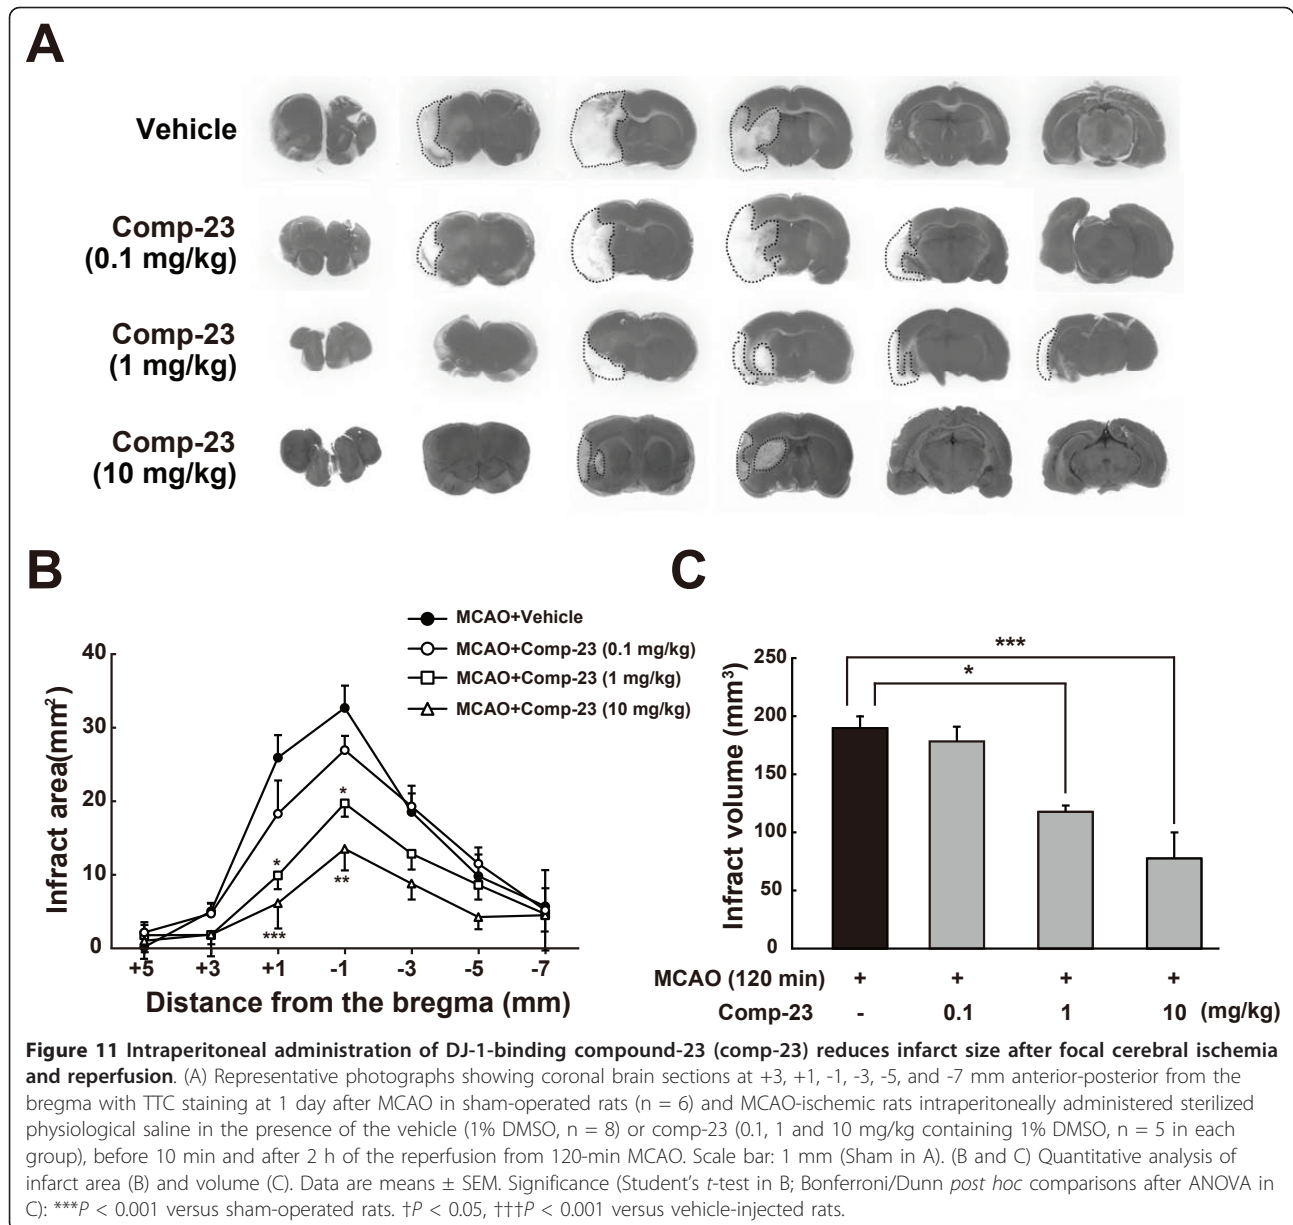 A
Vehicle
Comp-23
(0.1 mg/kg)
Comp-23
(1 mg/kg)
Comp-23
(10 mg/kg)
B
MCAO+Vehicle
MCAO+Comp-23 (0.1 mg/kg)
MCAO+Comp-23 (1 mg/kg)
MCAO+Comp-23 (10 mg/kg)
Infract area(mm²)
40
30
20
10
0
*
*
**
***
+5 +3 +1 -1 -3 -5 -7
Distance from the bregma (mm)
C
***
*
Infract volume (mm³)
250
200
150
100
50
0
MCAO (120 min) + + + +
Comp-23 - 0.1 1 10 (mg/kg)
Figure 11 Intraperitoneal administration of DJ-1-binding compound-23 (comp-23) reduces infarct size after focal cerebral ischemia
and reperfusion. (A) Representative photographs showing coronal brain sections at +3, +1, -1, -3, -5, and -7 mm anterior-posterior from the
bregma with TTC staining at 1 day after MCAO in sham-operated rats (n = 6) and MCAO-ischemic rats intraperitoneally administered sterilized
physiological saline in the presence of the vehicle (1% DMSO, n = 8) or comp-23 (0.1, 1 and 10 mg/kg containing 1% DMSO, n = 5 in each
group), before 10 min and after 2 h of the reperfusion from 120-min MCAO. Scale bar: 1 mm (Sham in A). (B and C) Quantitative analysis of
infarct area (B) and volume (C). Data are means ± SEM. Significance (Student's t-test in B; Bonferroni/Dunn post hoc comparisons after ANOVA in
C): ***P < 0.001 versus sham-operated rats. †P < 0.05, †††P < 0.001 versus vehicle-injected rats.